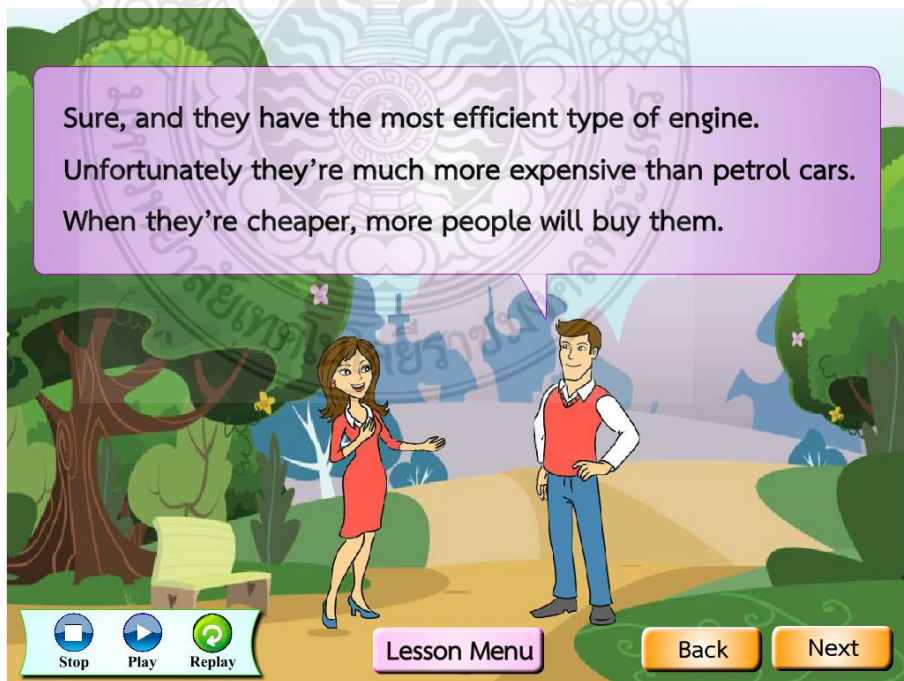 Sure, and they have the most efficient type of engine.
Unfortunately they're much more expensive than petrol cars.
When they're cheaper, more people will buy them.
Stop Play Replay
Lesson Menu
Back
Next